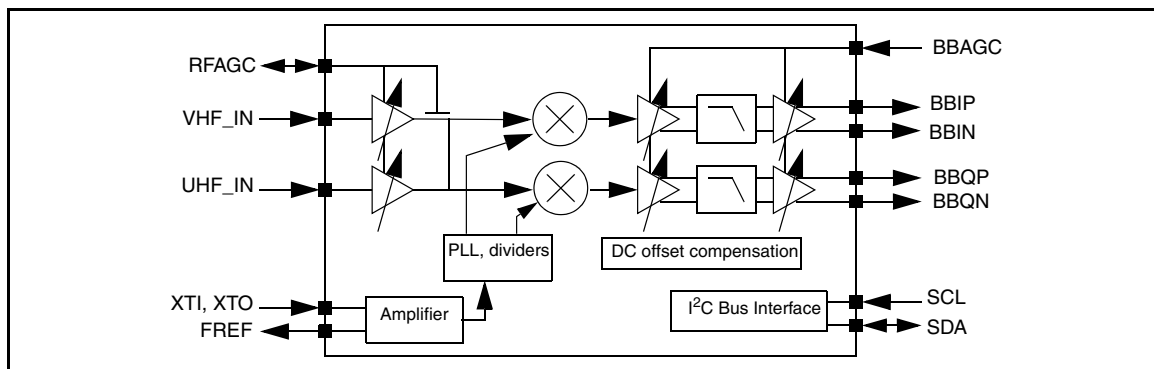 RFAGC
BBAGC
VHF_IN
BBIP
BBIN
UHF_IN
BBQP
BBQN
PLL, dividers
DC offset compensation
XTI, XTO
Amplifier
I²C Bus Interface
SCL
FREF
SDA